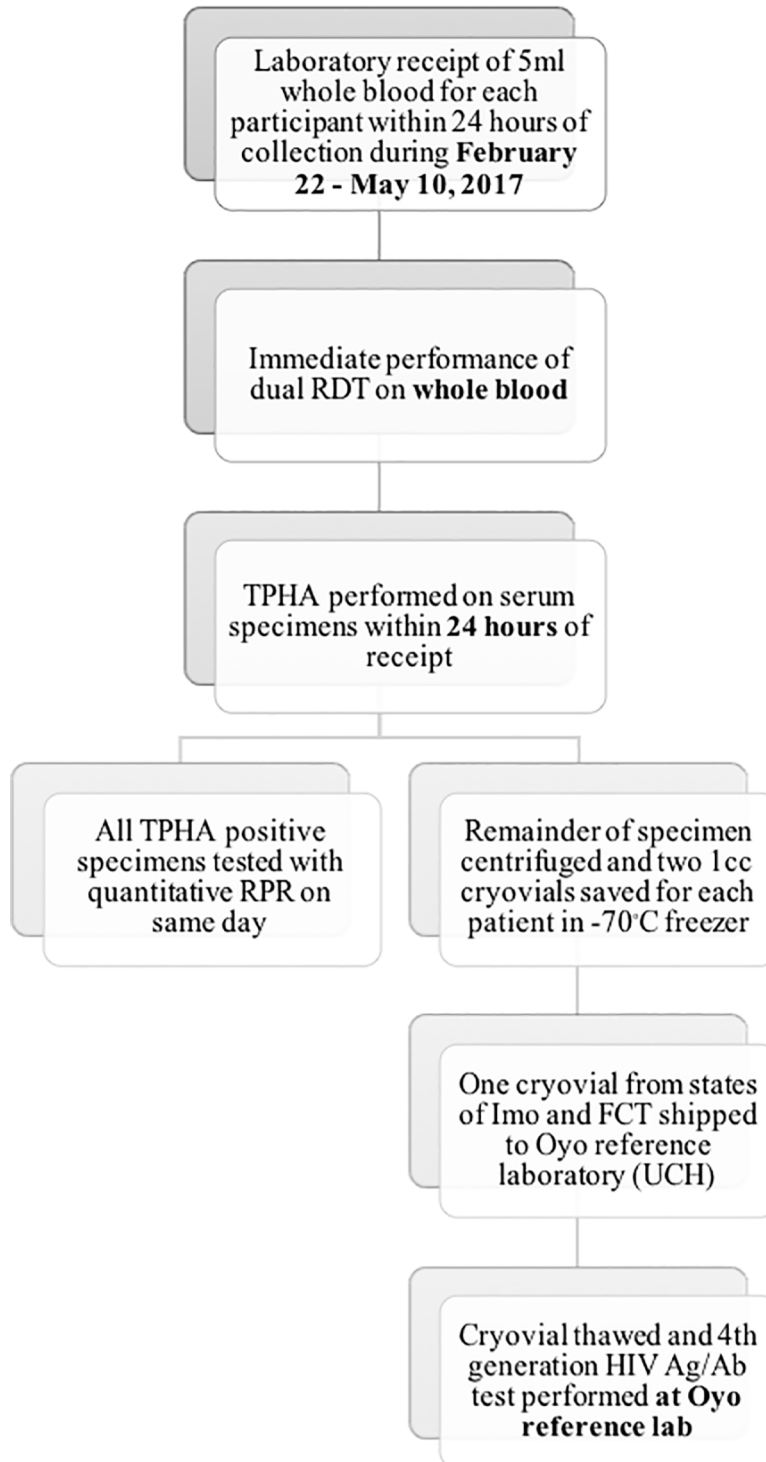 Laboratory receipt of 5ml
whole blood for each
participant within 24 hours of
collection during February
22 - May 10, 2017
Immediate performance of
dual RDT on whole blood
TPHA performed on serum
specimens within 24 hours of
receipt
All TPHA positive
specimens tested with
quantitative RPR on
same day
Remainder of specimen
centrifuged and two 1cc
cryovials saved for each
patient in -70°C freezer
One cryovial from states
of Imo and FCT shipped
to Oyo reference
laboratory (UCH)
Cryovial thawed and 4th
generation HIV Ag/Ab
test performed at Oyo
reference lab